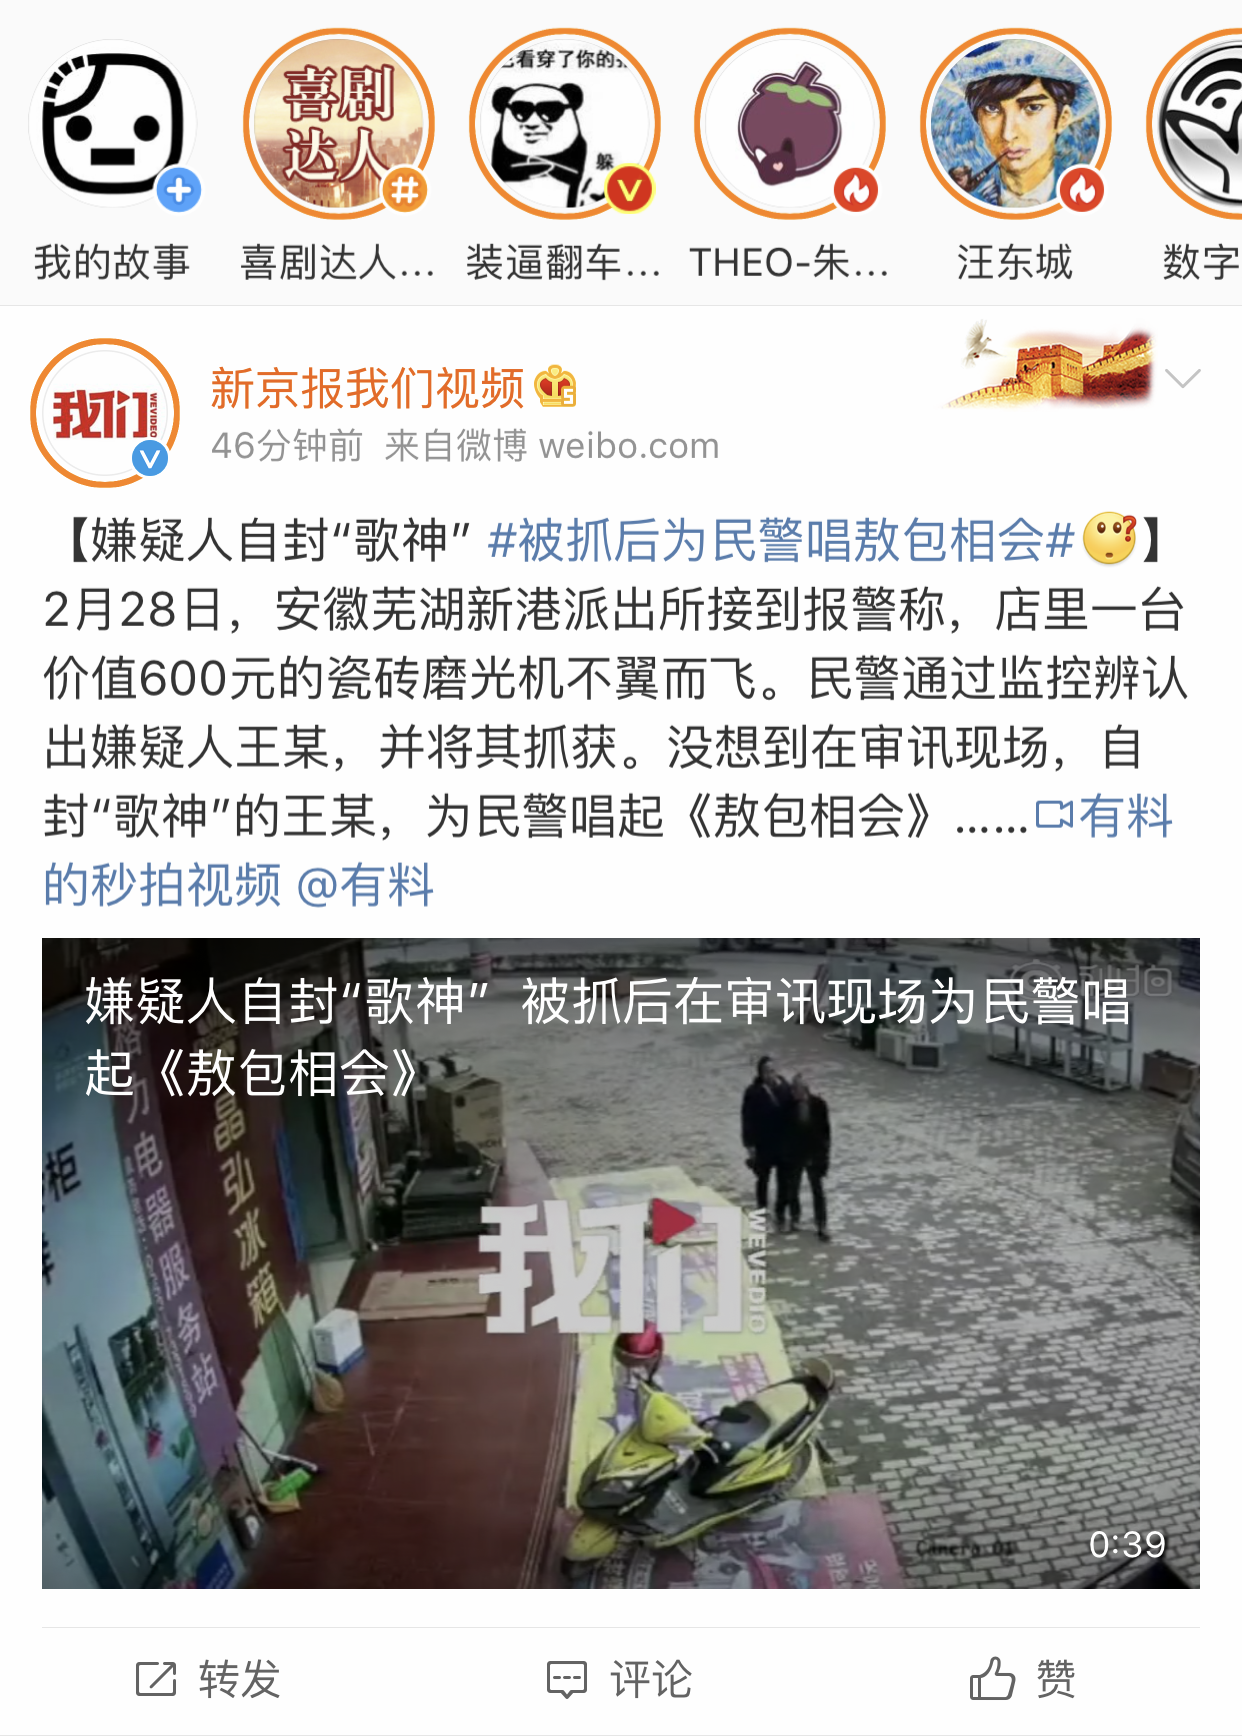 看穿了你的
喜剧
达人
躲
我的故事
喜剧达人...
装逼翻车...
THEO-朱...
汪东城
数字
我们
WEVIDEO
新京报我们视频
46分钟前 来自微博 weibo.com
【嫌疑人自封“歌神” #被抓后为民警唱敖包相会#】
2月28日，安徽芜湖新港派出所接到报警称，店里一台
价值600元的瓷砖磨光机不翼而飞。民警通过监控辨认
出嫌疑人王某，并将其抓获。没想到在审讯现场，自
封“歌神”的王某，为民警唱起《敖包相会》……有料
的秒拍视频 @有料
嫌疑人自封“歌神” 被抓后在审讯现场为民警唱
起《敖包相会》
格力电器服务站
晶弘冰箱
柜
我们
WEVEDIO
Camera 01
0:39
转发
评论
赞